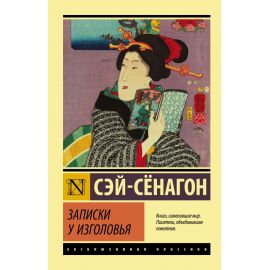 N
СЭЙ-СЁНАГОН
ЗАПИСКИ
У ИЗГОЛОВЬЯ
Книги, изменившие мир.
Писатели, объединившие
поколения.
ЭКСКЛЮЗИВНАЯ КЛАССИКА